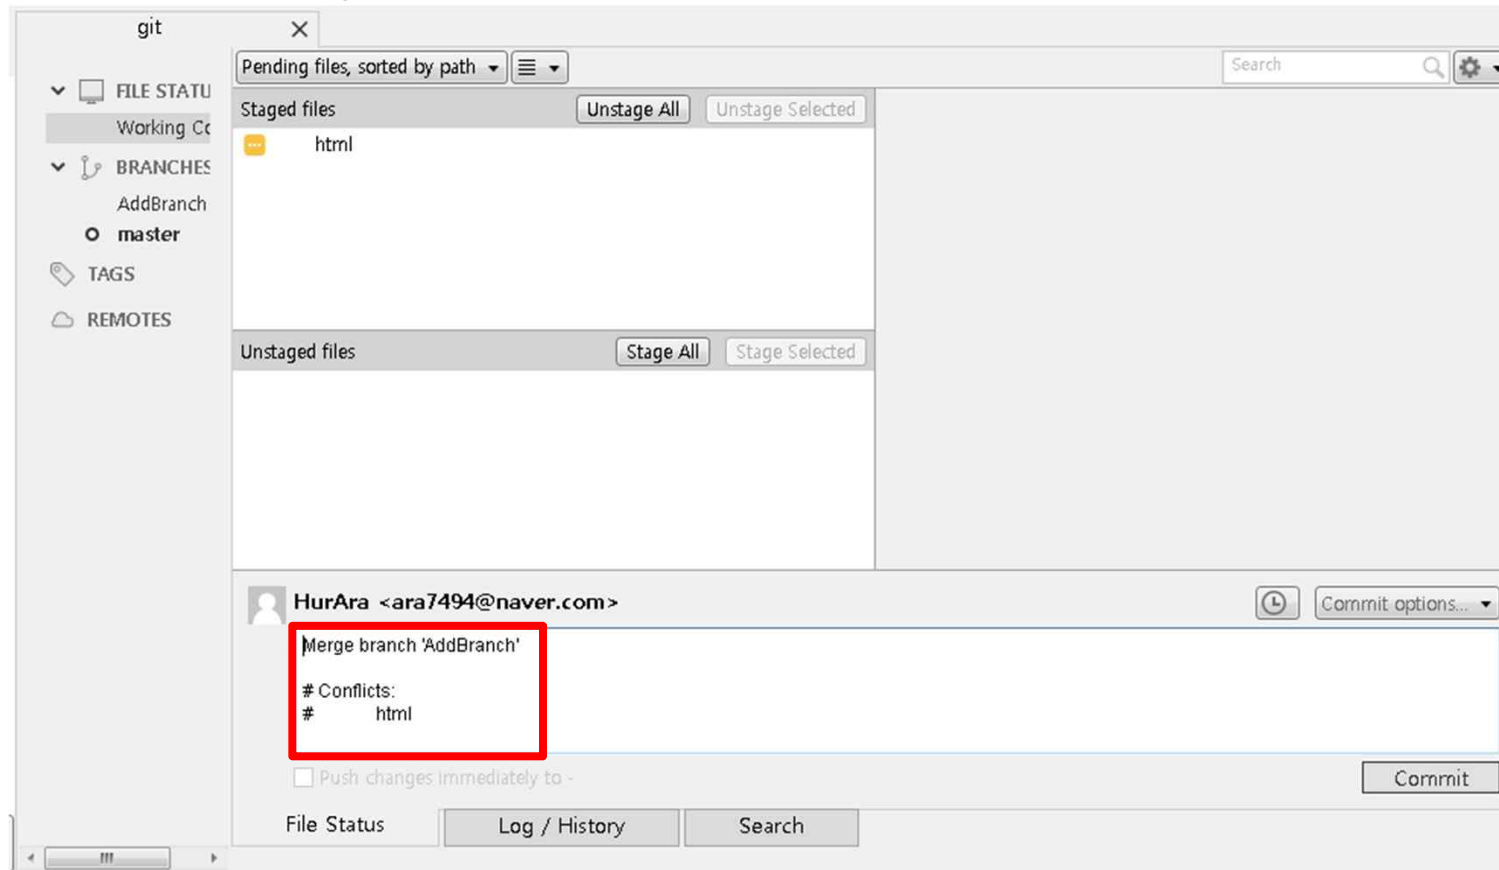 git
FILE STATU
Working Co
BRANCHES
AddBranch
master
TAGS
REMOTES
Pending files, sorted by path
Search
Staged files Unstage All Unstage Selected
html
Unstaged files Stage All Stage Selected
HurAra <ara7494@naver.com>
Commit options...
Merge branch 'AddBranch'
# Conflicts:
# html
Push changes immediately to -
Commit
File Status Log / History Search